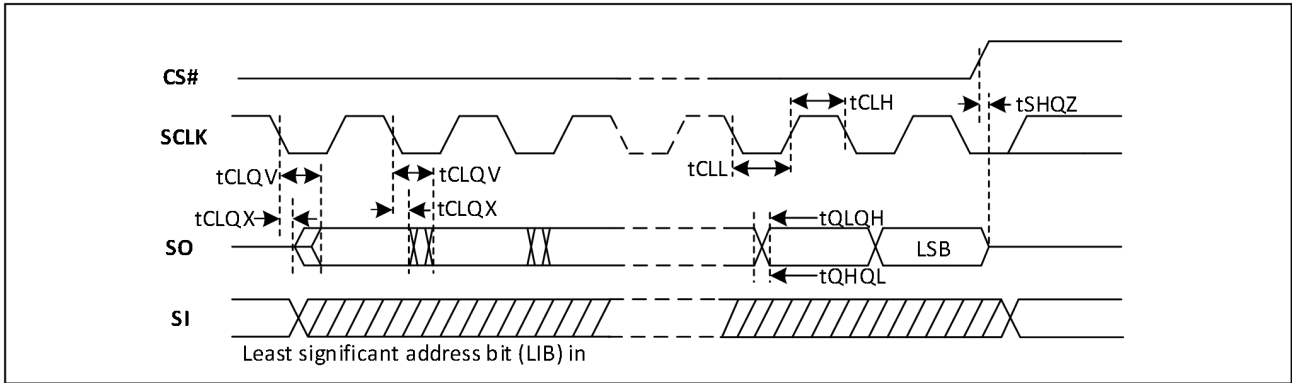 CS#
tCLH
tSHQZ
SCLK
tCLL
tCLQV
tCLQV
tCLQX
tCLQX
tQLQH
SO
LSB
tQHQL
SI
Least significant address bit (LIB) in